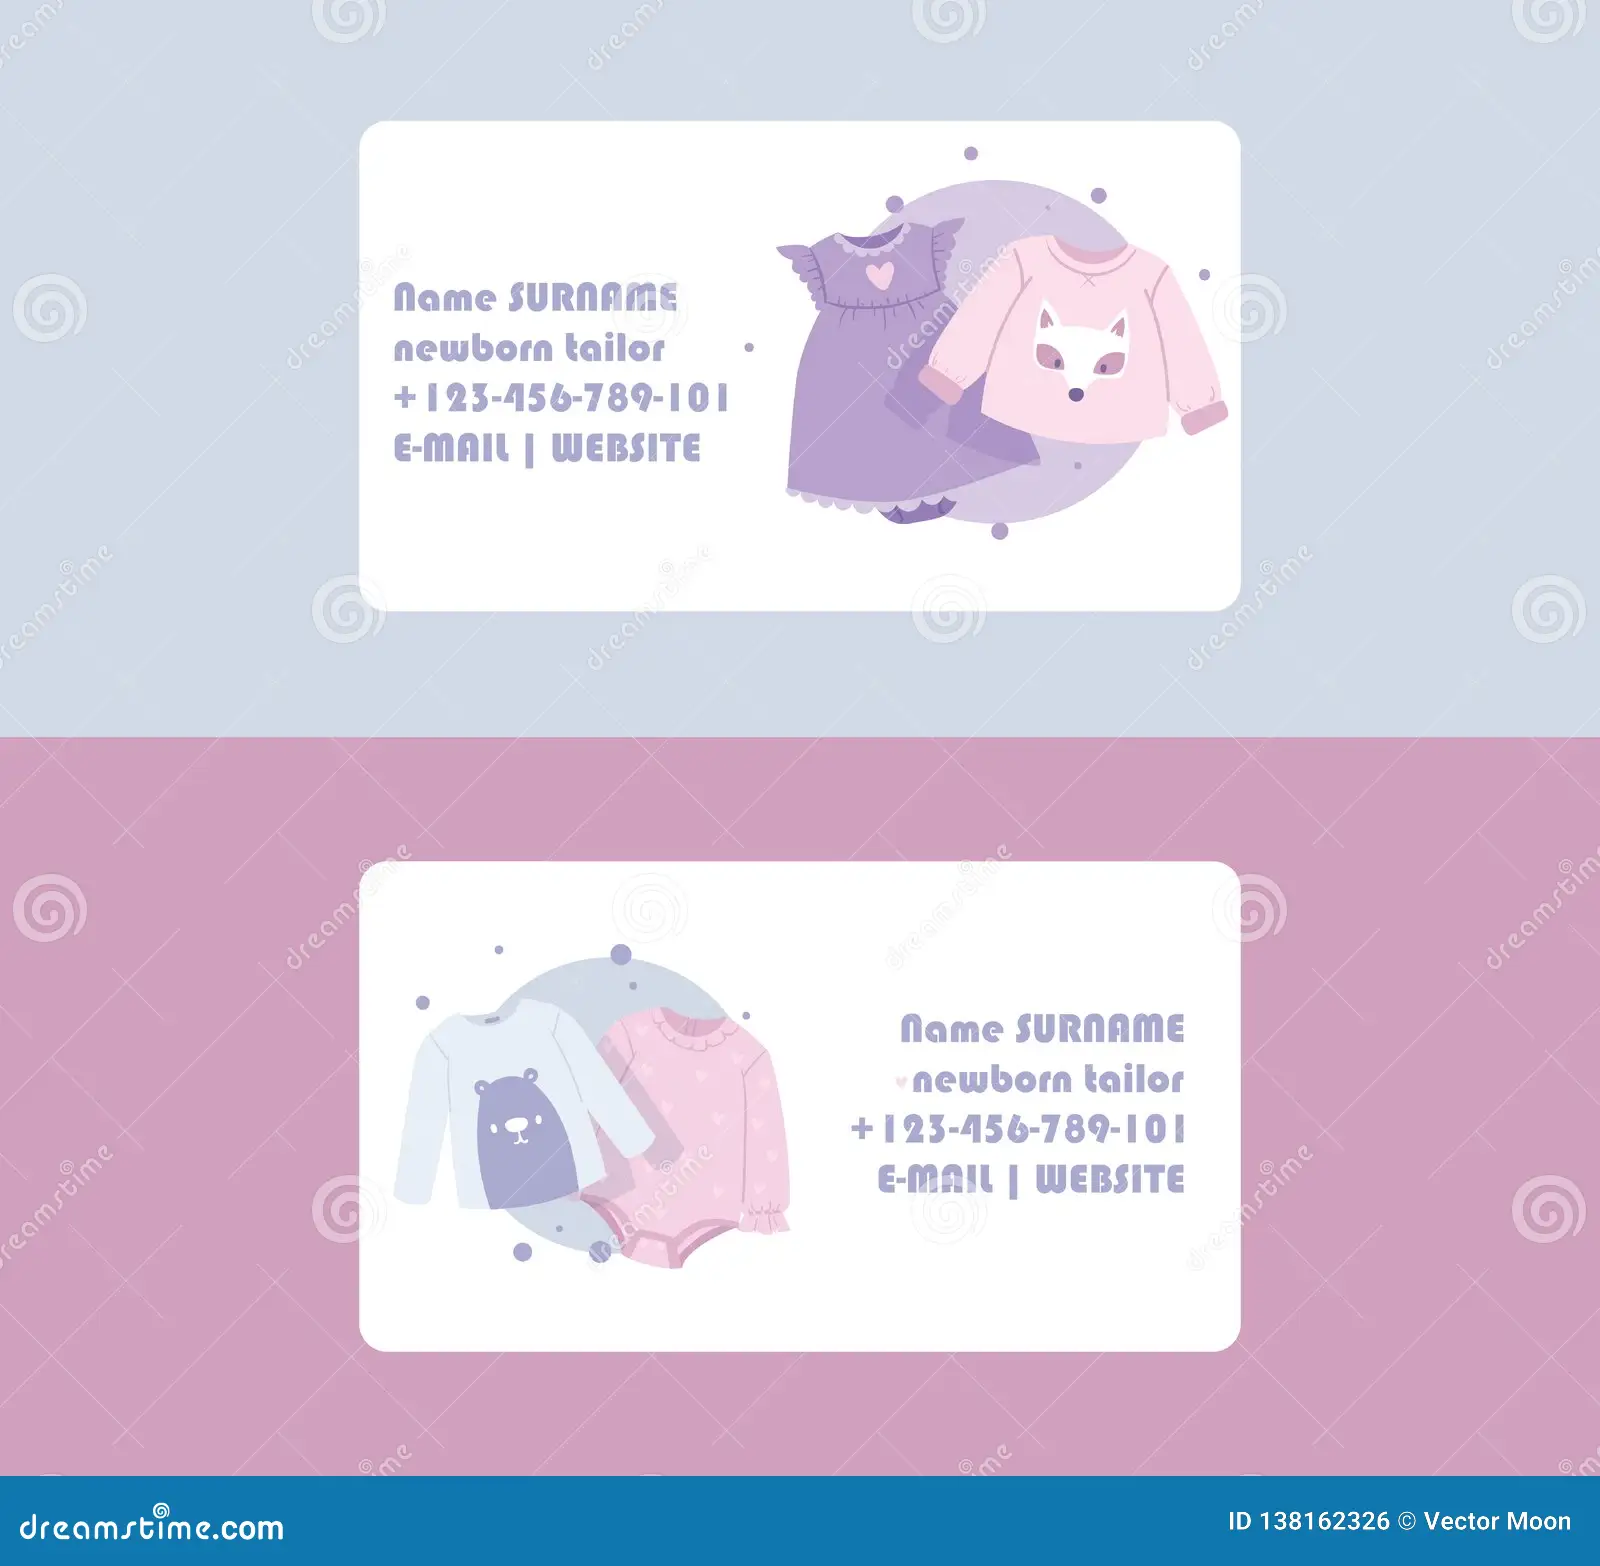 Name SURNAME
newborn tailor
+123-456-789-101
E-MAIL | WEBSITE
Name SURNAME
newborn tailor
+123-456-789-101
E-MAIL | WEBSITE
dreamstime.com
ID 138162326 © Vector Moon